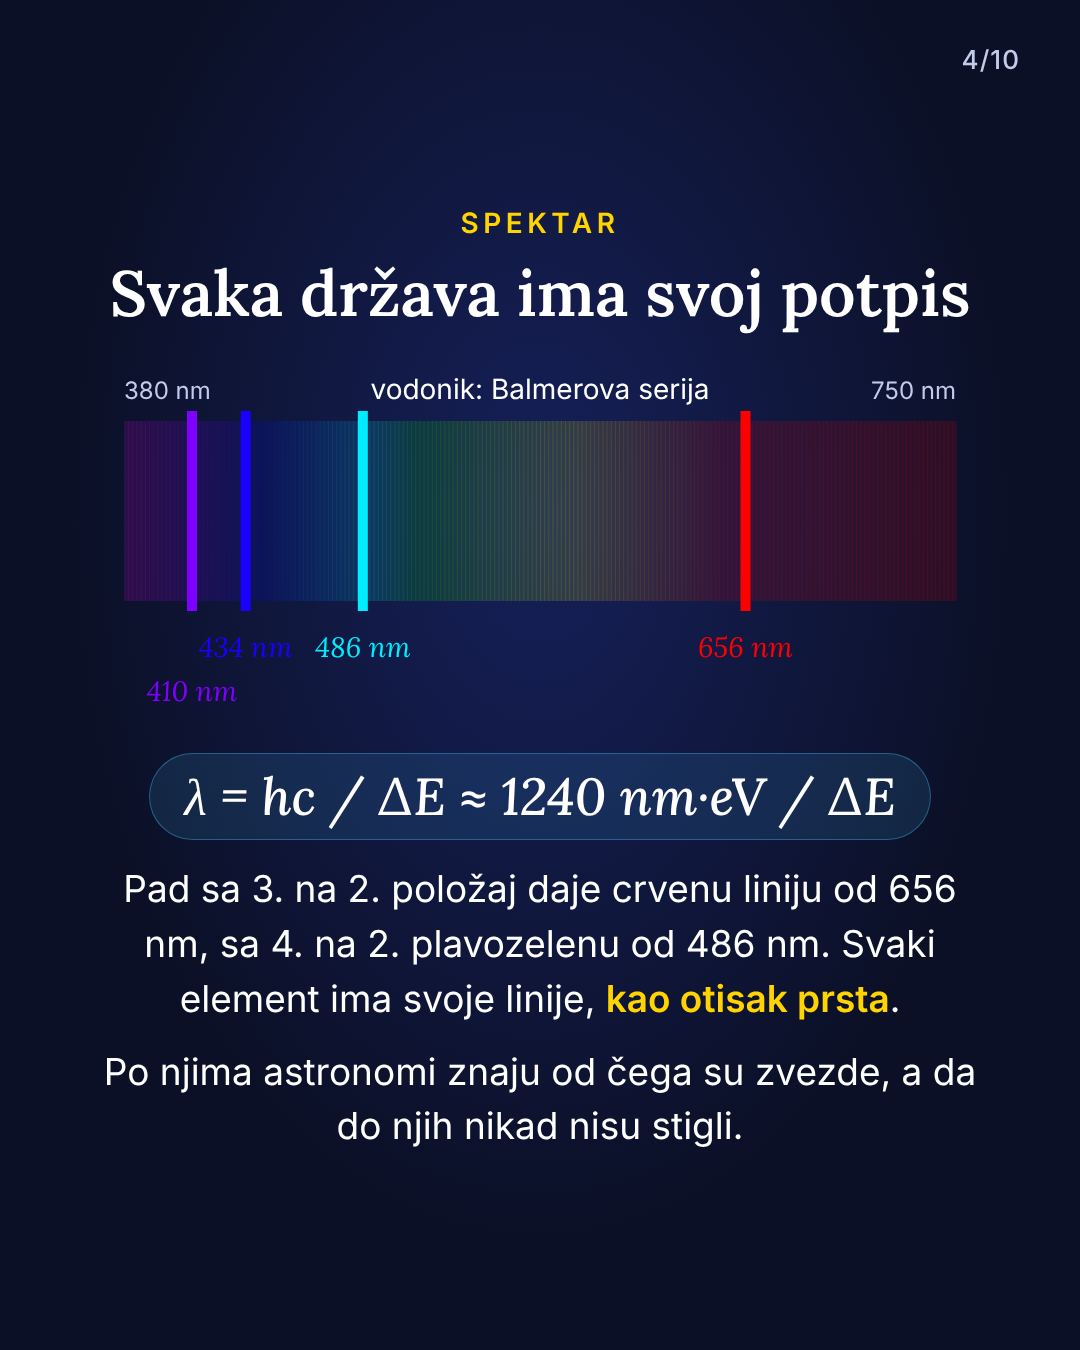 4/10
SPEKTAR
Svaka država ima svoj potpis
380 nm
vodonik: Balmerova serija
750 nm
434 nm
486 nm
656 nm
410 nm
λ = hc / ΔE ≈ 1240 nm·eV / ΔE
Pad sa 3. na 2. položaj daje crvenu liniju od 656
nm, sa 4. na 2. plavozelenu od 486 nm. Svaki
element ima svoje linije, kao otisak prsta.
Po njima astronomi znaju od čega su zvezde, a da
do njih nikad nisu stigli.